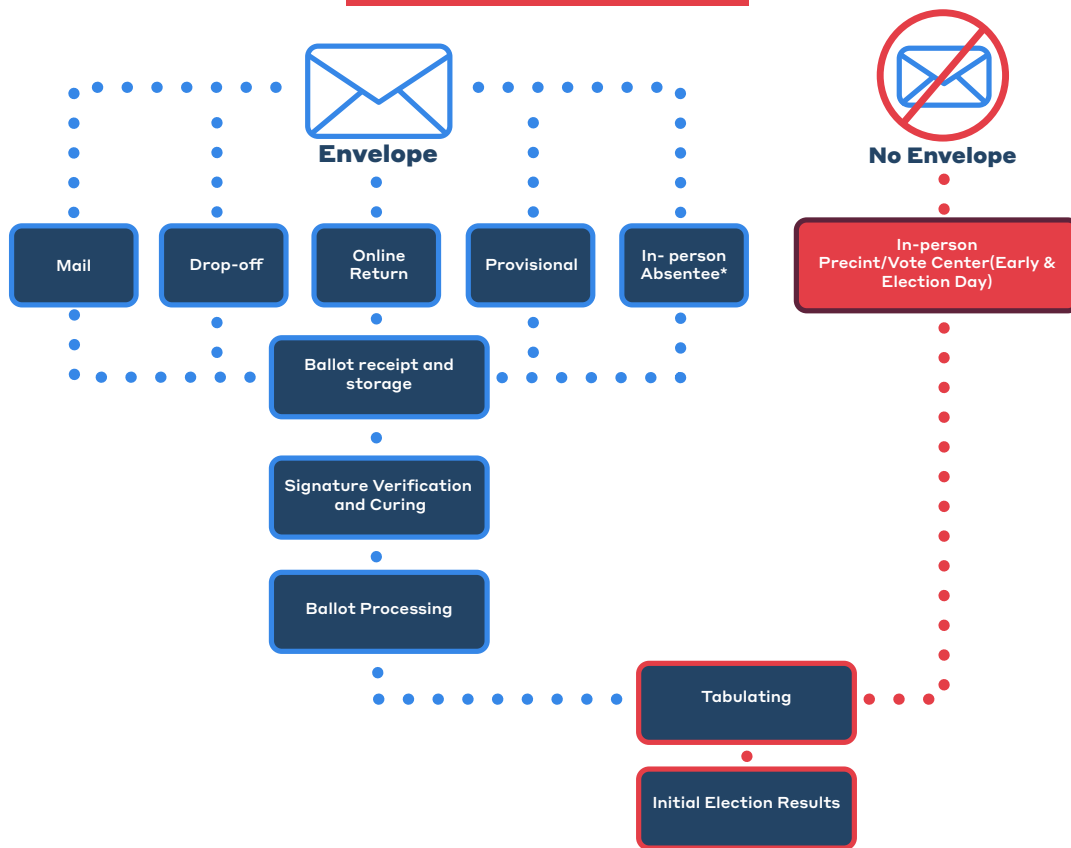 Envelope
No Envelope
Mail
Drop-off
Online
Return
Provisional
In- person
Absentee*
In-person
Precint/Vote Center(Early &
Election Day)
Ballot receipt and
storage
Signature Verification
and Curing
Ballot Processing
Tabulating
Initial Election Results